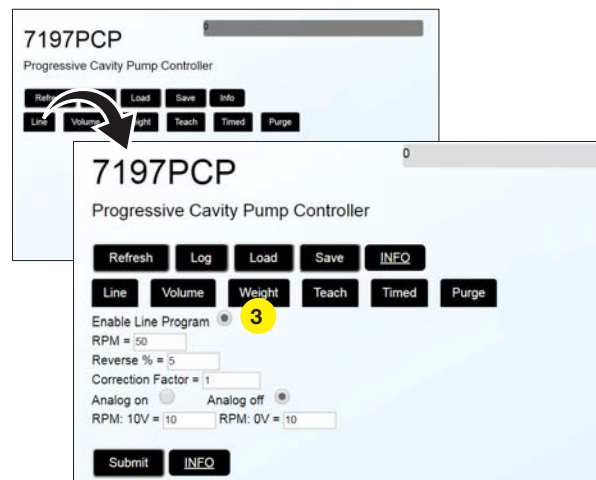 0
7197PCP
Progressive Cavity Pump Controller
Load Save Info
Line Teach Timed Purge
0
7197PCP
Progressive Cavity Pump Controller
Refresh Log Load Save INFO
Line Volume Weight Teach Timed Purge
Enable Line Program 3
RPM = 50
Reverse % = 5
Correction Factor = 1
Analog on Analog off
RPM: 10V = 10 RPM: 0V = 10
Submit INFO